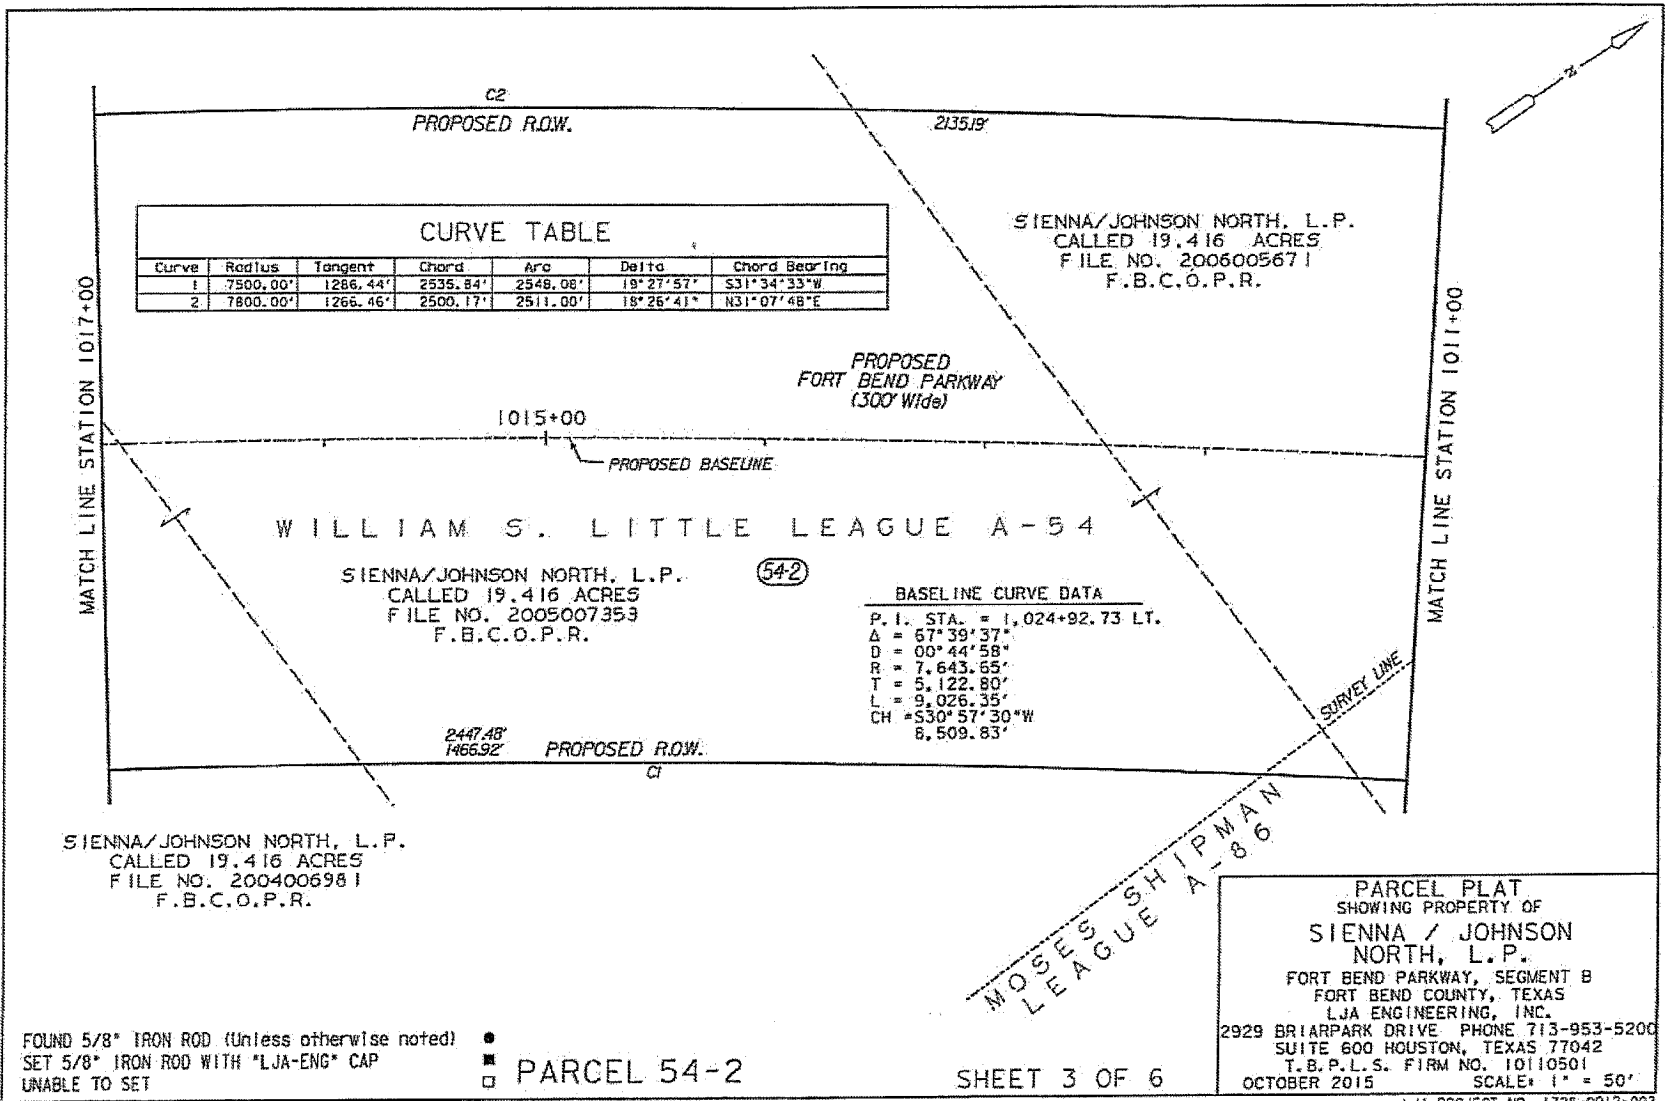 N
C2
PROPOSED R.O.W.
2135.19'
CURVE TABLE
Curve Radius Tangent Chord Arc Delta Chord Bearing
1 7500.00' 1286.44' 2535.84' 2548.08' 19°27'57" S31°34'33"W
2 7800.00' 1266.46' 2500.17' 2511.00' 18°26'41" N31°07'48"E
SIENNA/JOHNSON NORTH, L.P.
CALLED 19.416 ACRES
FILE NO. 2006005671
F.B.C.O.P.R.
MATCH LINE STATION 1017+00
MATCH LINE STATION 1011+00
PROPOSED
FORT BEND PARKWAY
(300' Wide)
1015+00
PROPOSED BASELINE
WILLIAM S. LITTLE LEAGUE A-54
SIENNA/JOHNSON NORTH, L.P.
CALLED 19.416 ACRES
FILE NO. 2005007353
F.B.C.O.P.R.
54-2
BASELINE CURVE DATA
P.I. STA. = 1,024+92.73 LT.
Δ = 67°39'37"
D = 00°44'58"
R = 7,643.65'
T = 5,122.80'
L = 9,026.35'
CH =S30°57'30"W
8,509.83'
SURVEY LINE
2447.48'
1466.92'
PROPOSED R.O.W.
C1
SIENNA/JOHNSON NORTH, L.P.
CALLED 19.416 ACRES
FILE NO. 2004006981
F.B.C.O.P.R.
MOSES SHIPMAN
LEAGUE A-86
PARCEL PLAT
SHOWING PROPERTY OF
SIENNA / JOHNSON
NORTH, L.P.
FORT BEND PARKWAY, SEGMENT B
FORT BEND COUNTY, TEXAS
LJA ENGINEERING, INC.
2929 BRIARPARK DRIVE PHONE 713-953-5200
SUITE 600 HOUSTON, TEXAS 77042
T.B.P.L.S. FIRM NO. 10110501
OCTOBER 2015 SCALE: 1" = 50'
FOUND 5/8" IRON ROD (Unless otherwise noted)
SET 5/8" IRON ROD WITH "LJA-ENG" CAP
UNABLE TO SET
PARCEL 54-2
SHEET 3 OF 6